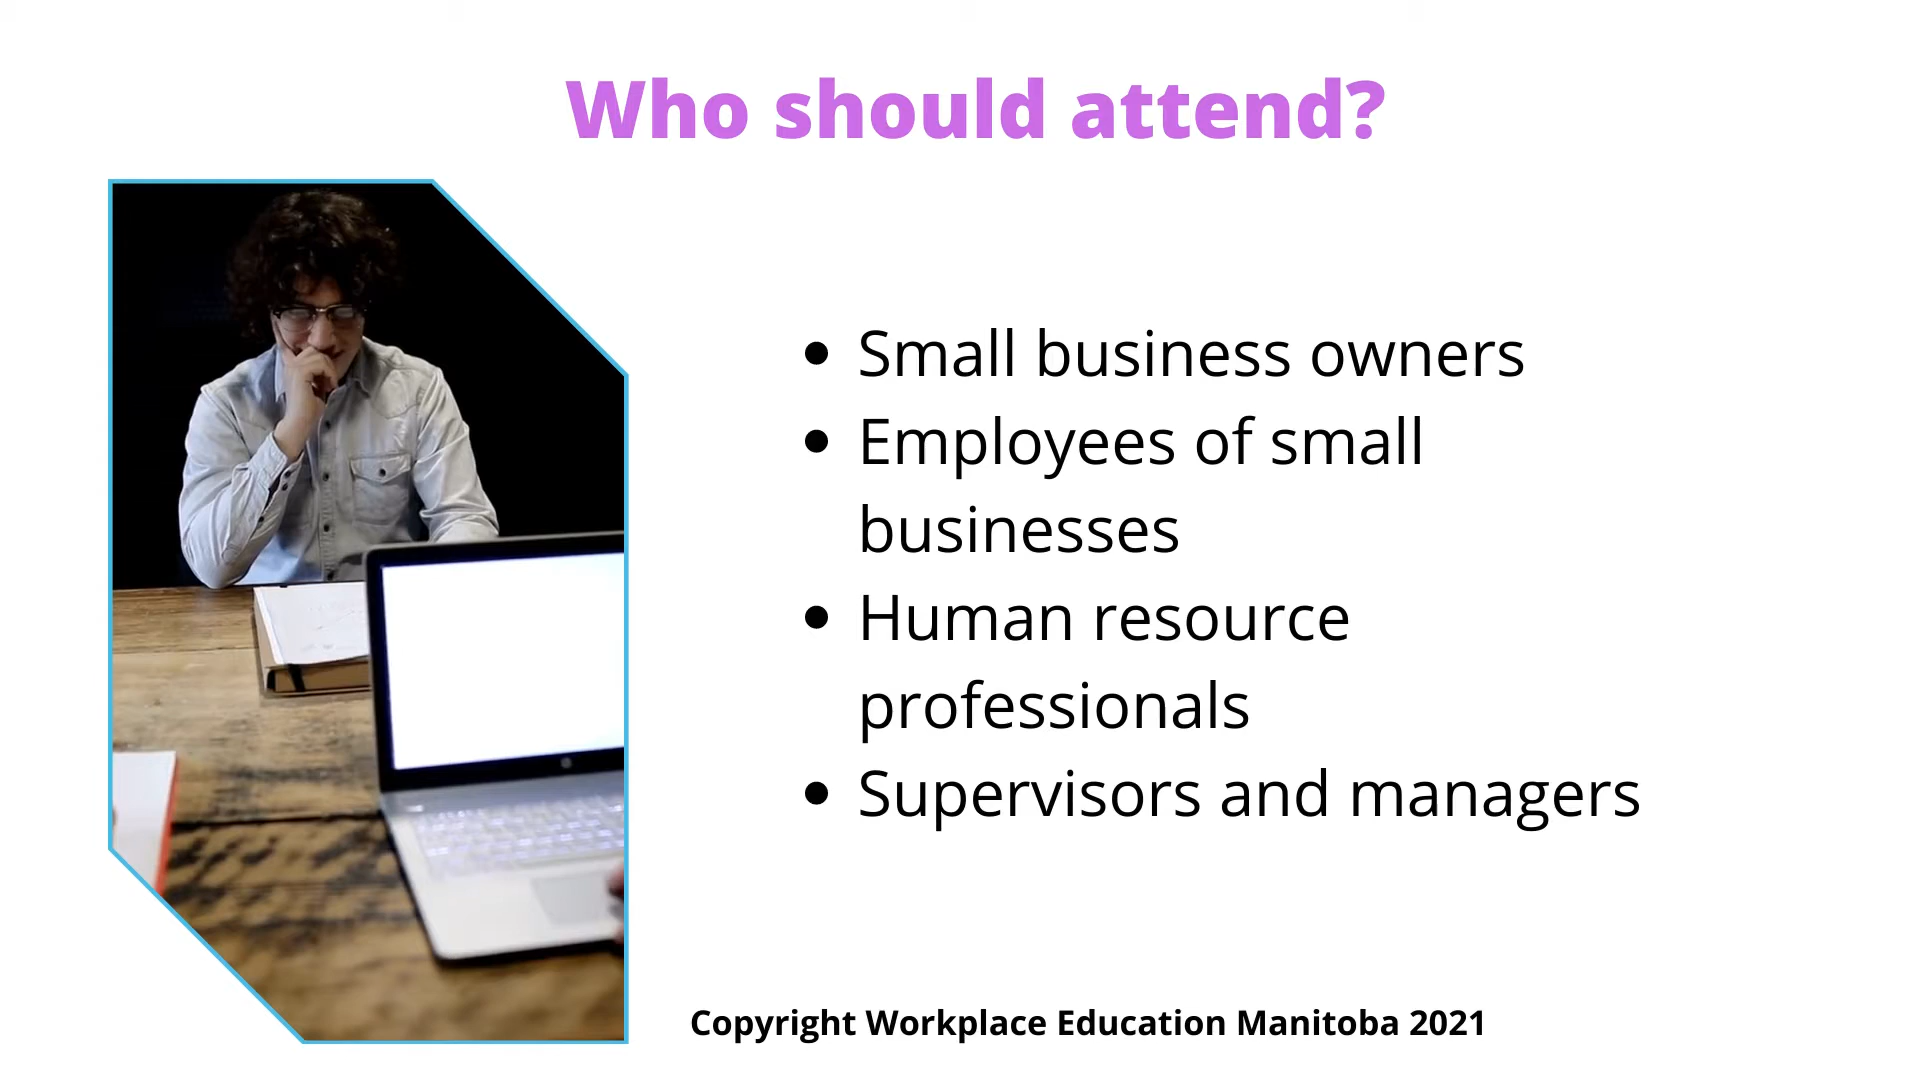 Who should attend?
• Small business owners
• Employees of small
businesses
• Human resource
professionals
• Supervisors and managers
Copyright Workplace Education Manitoba 2021